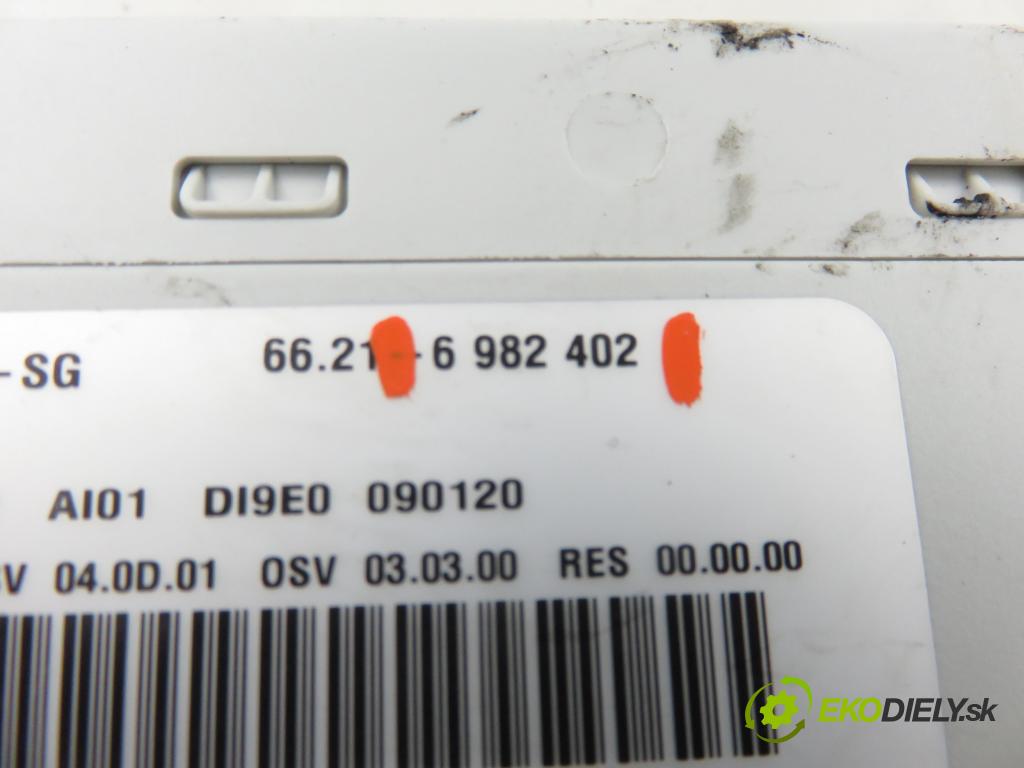 -SG 66.21 - 6 982 402
AI01 DI9E0 090120
V 04.0D.01 OSV 03.03.00 RES 00.00.00
EKODIELY.sk